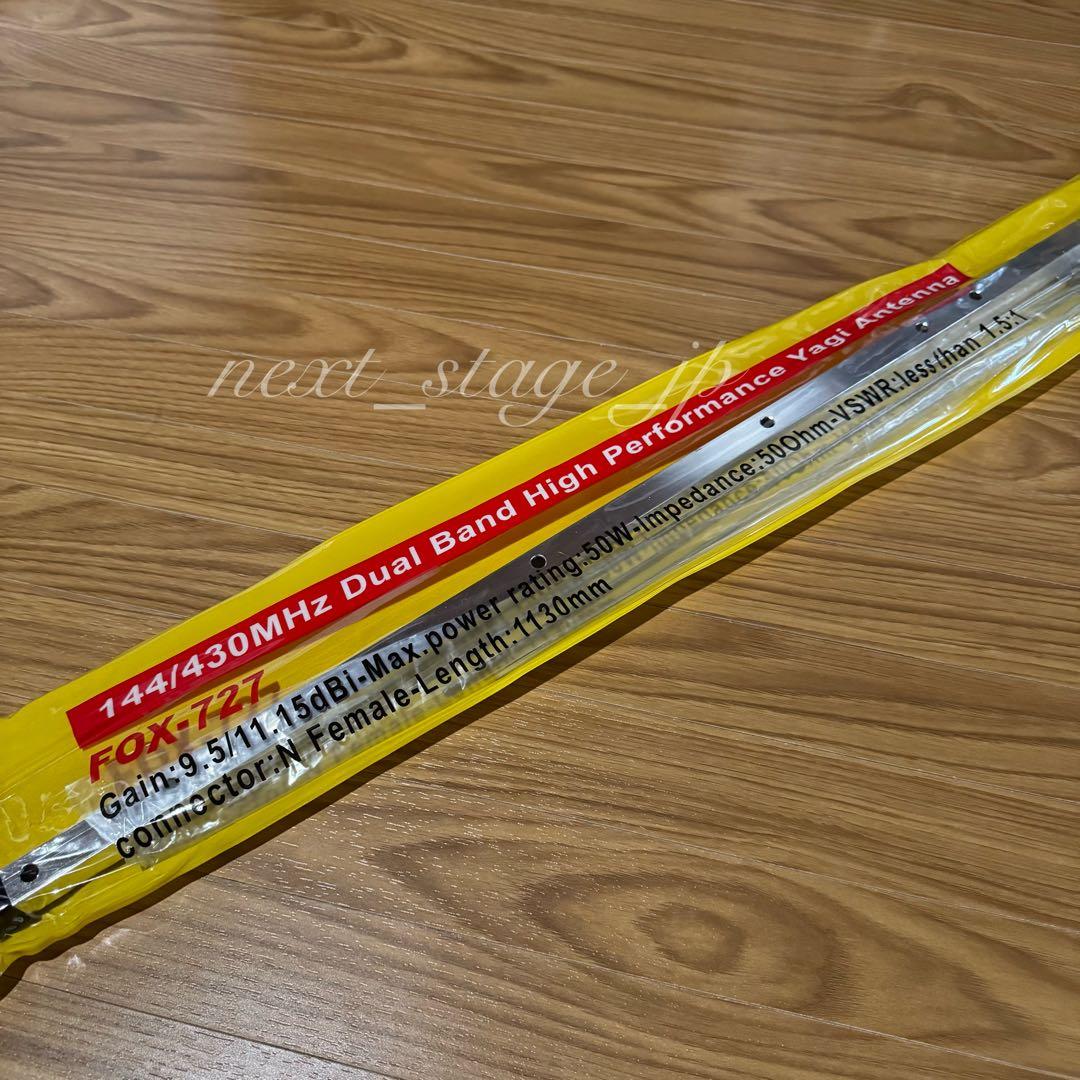 next_stage_jp
144/430MHz Dual Band High Performance Yagi Antenna
FOX-727
Gain:9.5/11.15dBi-Max.power rating:50W-Impedance:50Ohm-VSWR:less/han 1.5:1
connector:N Female-Length:1130mm